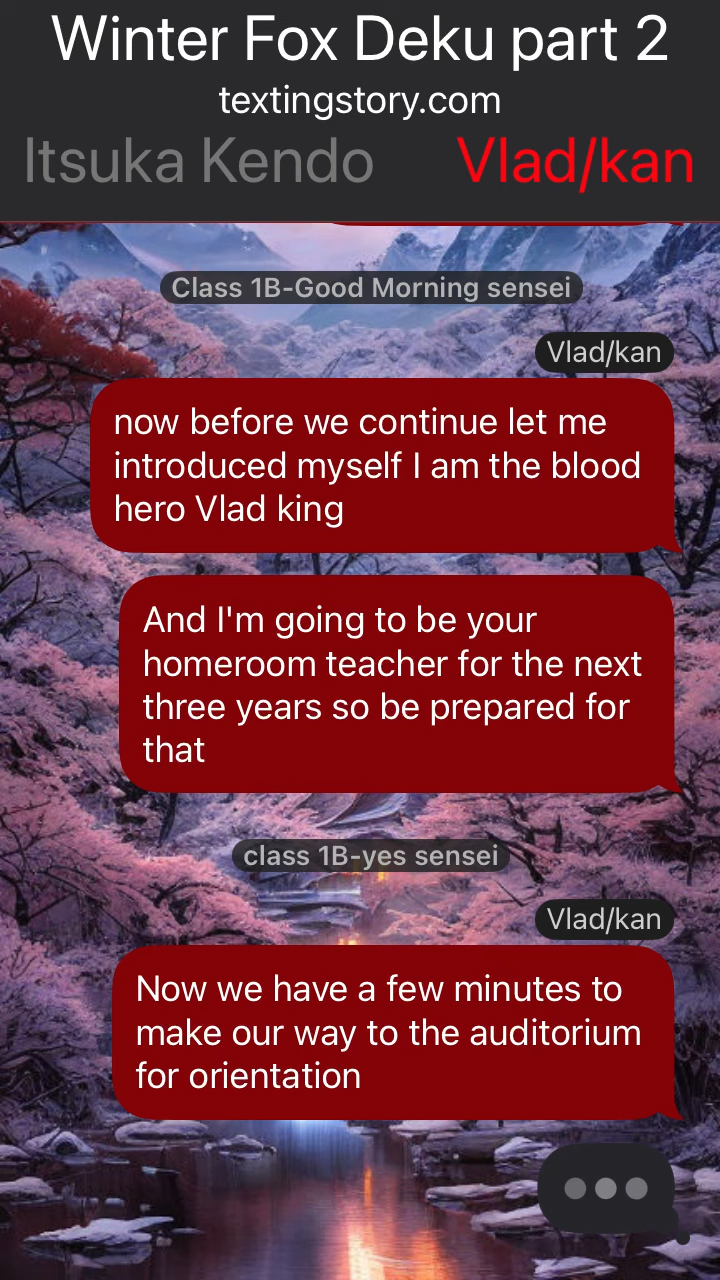 Winter Fox Deku part 2
textingstory.com
Itsuka Kendo Vlad/kan
Class 1B-Good Morning sensei
Vlad/kan
now before we continue let me
introduced myself I am the blood
hero Vlad king
And I'm going to be your
homeroom teacher for the next
three years so be prepared for
that
class 1B-yes sensei
Vlad/kan
Now we have a few minutes to
make our way to the auditorium
for orientation